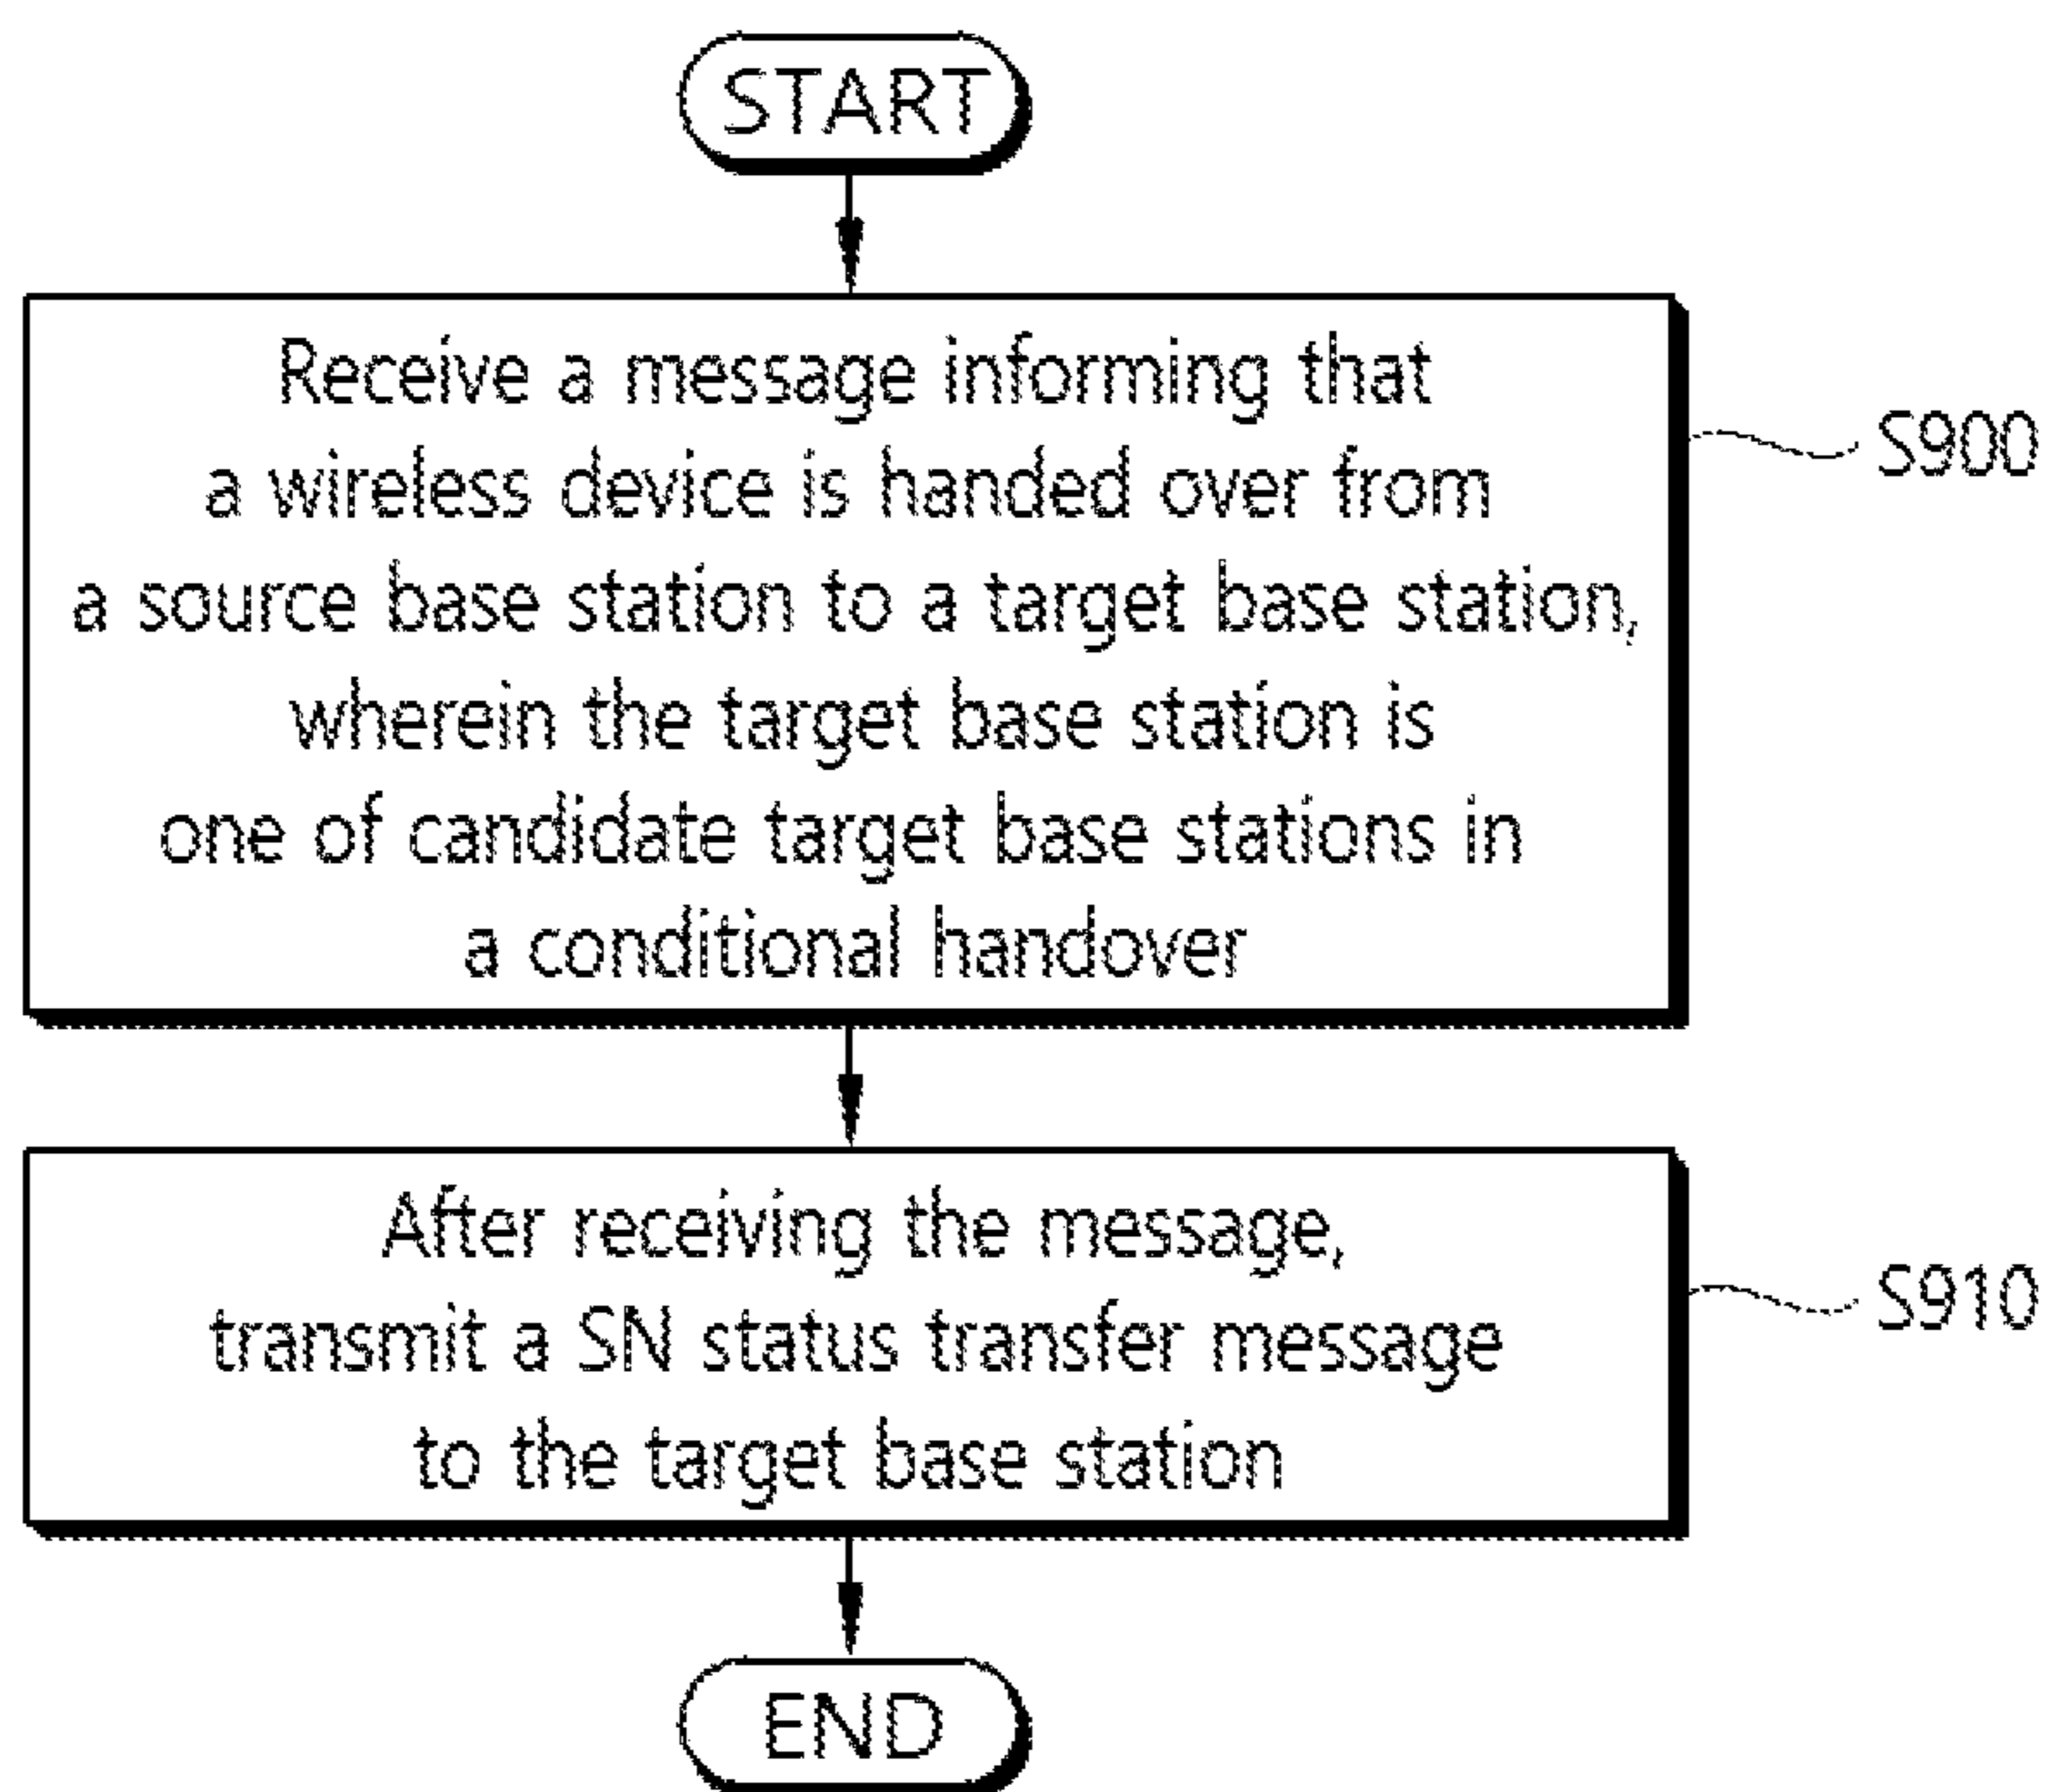 START
Receive a message informing that
a wireless device is handed over from
a source base station to a target base station,
wherein the target base station is
one of candidate target base stations in
a conditional handover
S900
After receiving the message,
transmit a SN status transfer message
to the target base station
S910
END